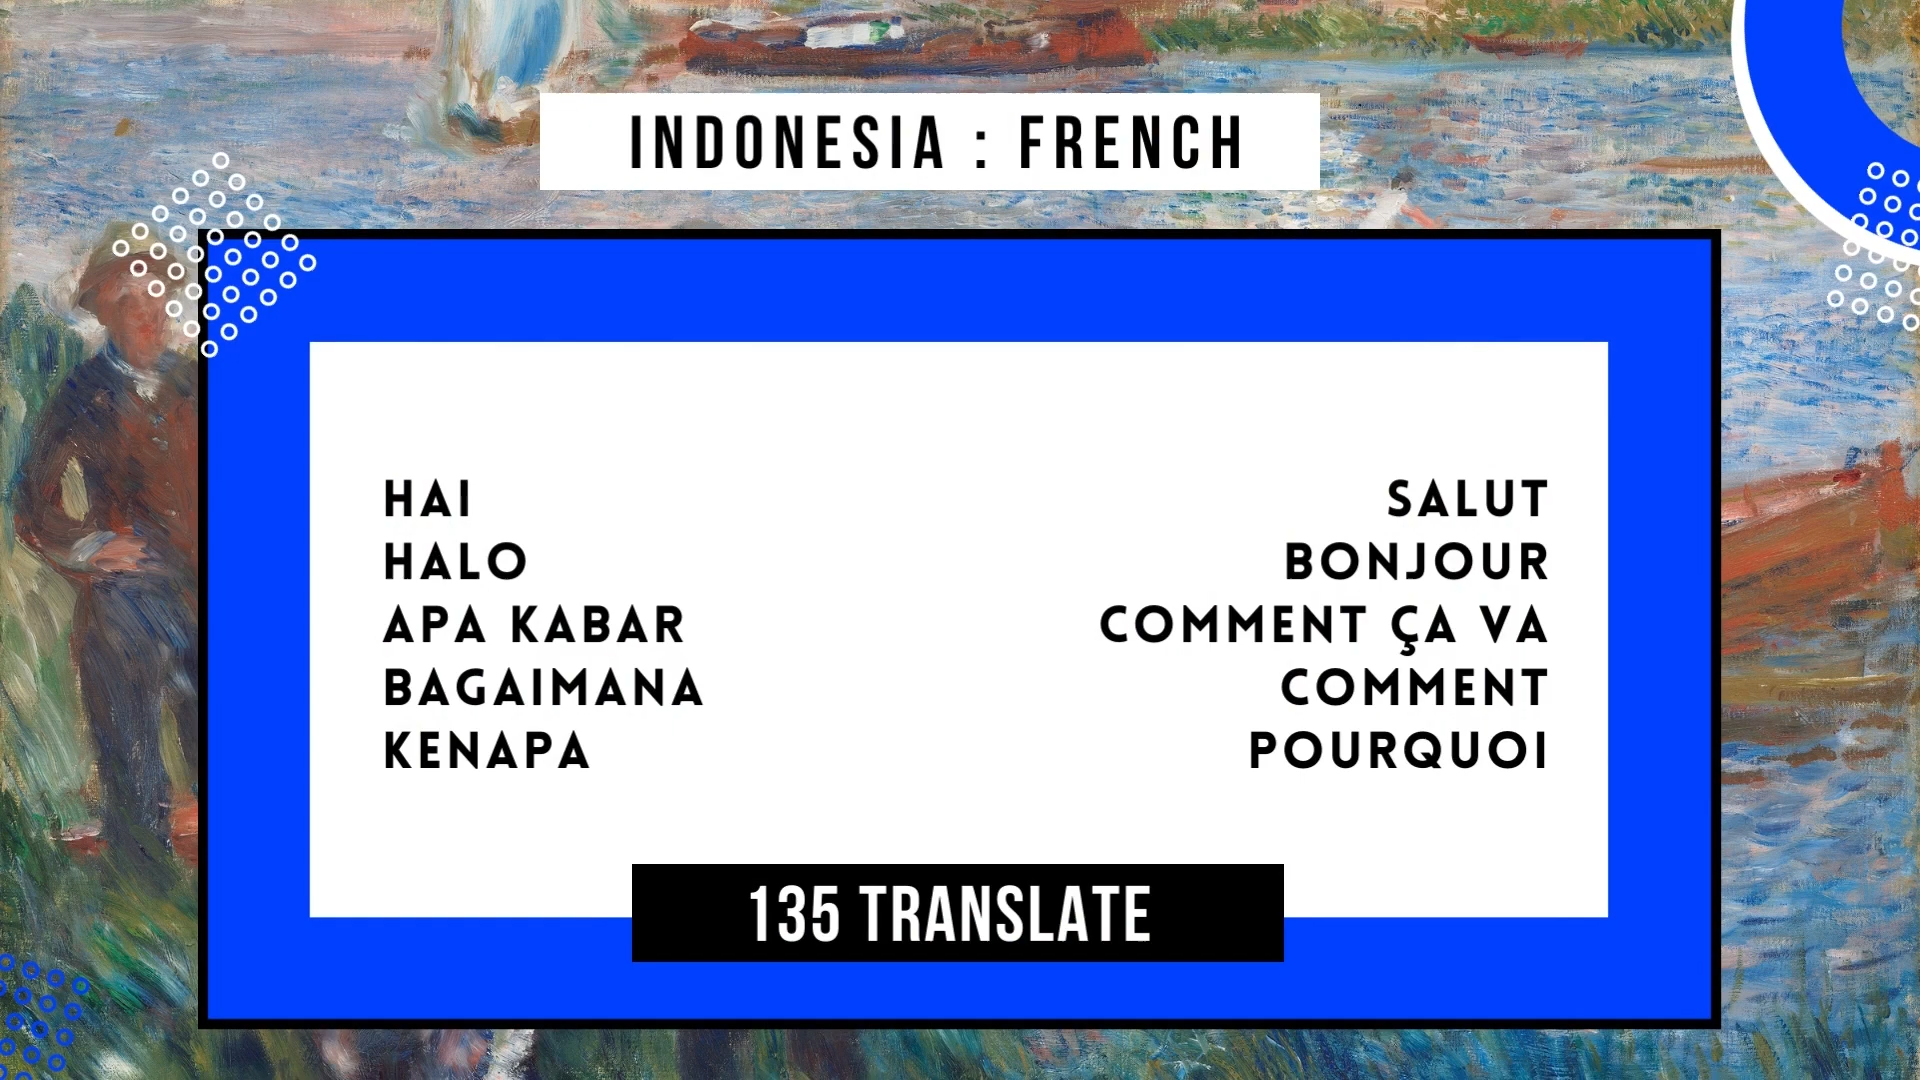 INDONESIA : FRENCH
HAI SALUT
HALO BONJOUR
APA KABAR COMMENT ÇA VA
BAGAIMANA COMMENT
KENAPA POURQUOI
135 TRANSLATE